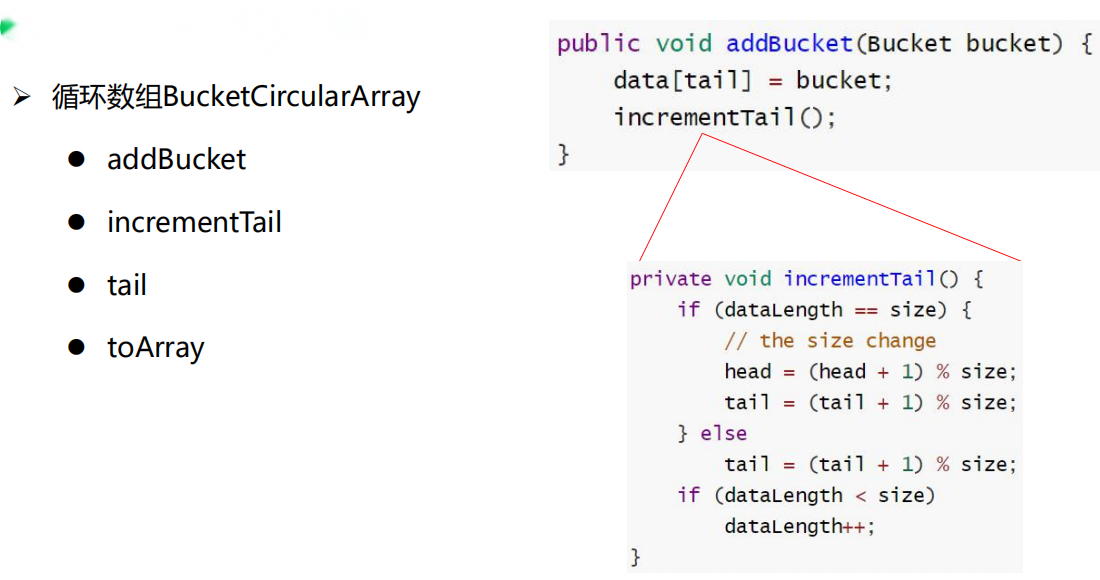 循环数组BucketCircularArray
addBucket
incrementTail
tail
toArray
public void addBucket(Bucket bucket) {
    data[tail] = bucket;
    incrementTail();
}
private void incrementTail() {
    if (dataLength == size) {
        // the size change
        head = (head + 1) % size;
        tail = (tail + 1) % size;
    } else
        tail = (tail + 1) % size;
    if (dataLength < size)
        dataLength++;
}